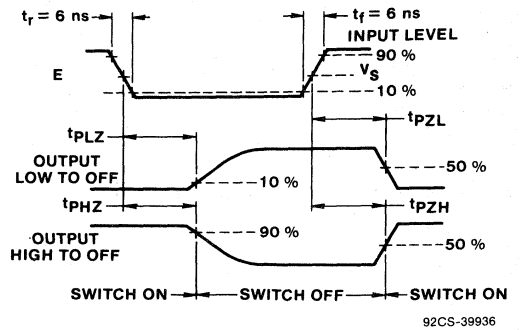 tr = 6 ns
tf = 6 ns
INPUT LEVEL
90 %
E
VS
10 %
tPLZ
tPZL
OUTPUT
LOW TO OFF
10 %
50 %
tPHZ
tPZH
OUTPUT
HIGH TO OFF
90 %
50 %
SWITCH ON
SWITCH OFF
SWITCH ON
92CS-39936